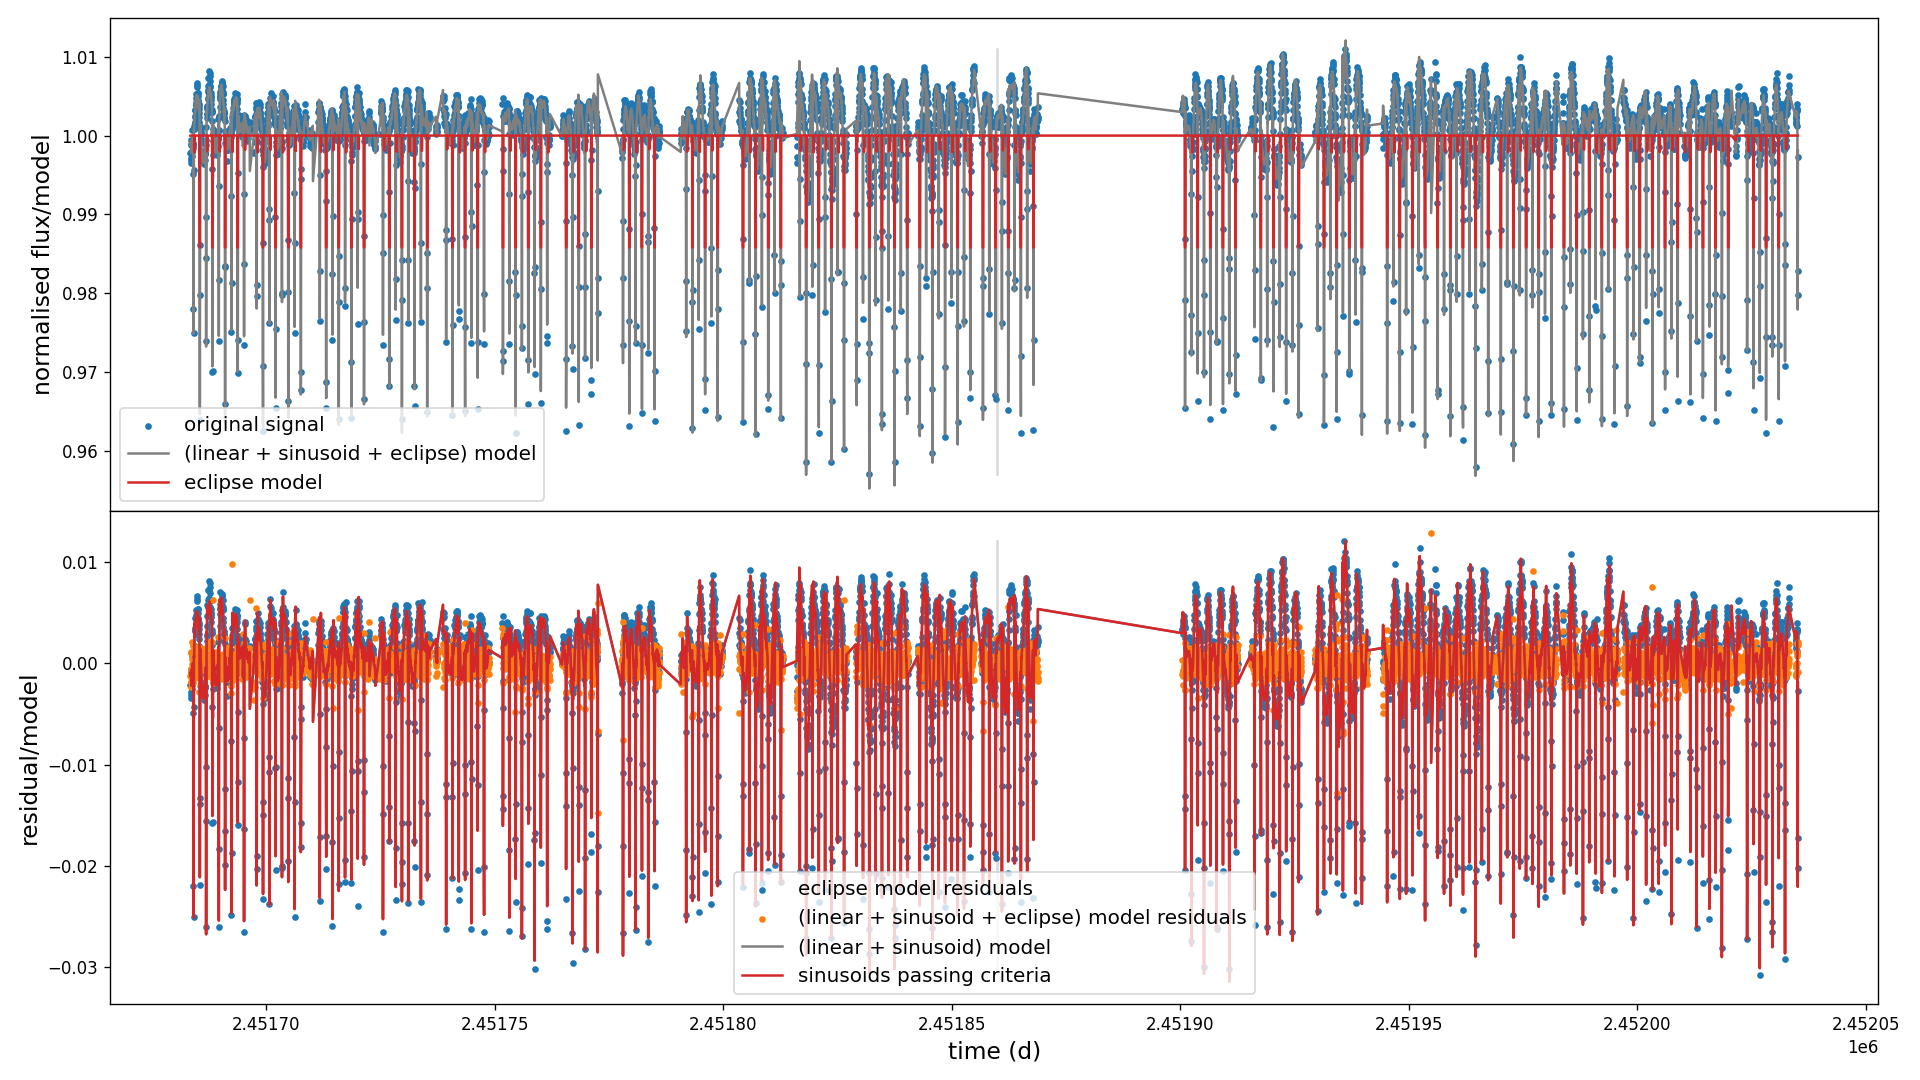 1.01
1.00
0.99
0.98
0.97
0.96
normalised flux/model
original signal
(linear + sinusoid + eclipse) model
eclipse model
0.01
0.00
−0.01
−0.02
−0.03
residual/model
eclipse model residuals
(linear + sinusoid + eclipse) model residuals
(linear + sinusoid) model
sinusoids passing criteria
2.45170 2.45175 2.45180 2.45185 2.45190 2.45195 2.45200 2.45205
time (d)
1e6